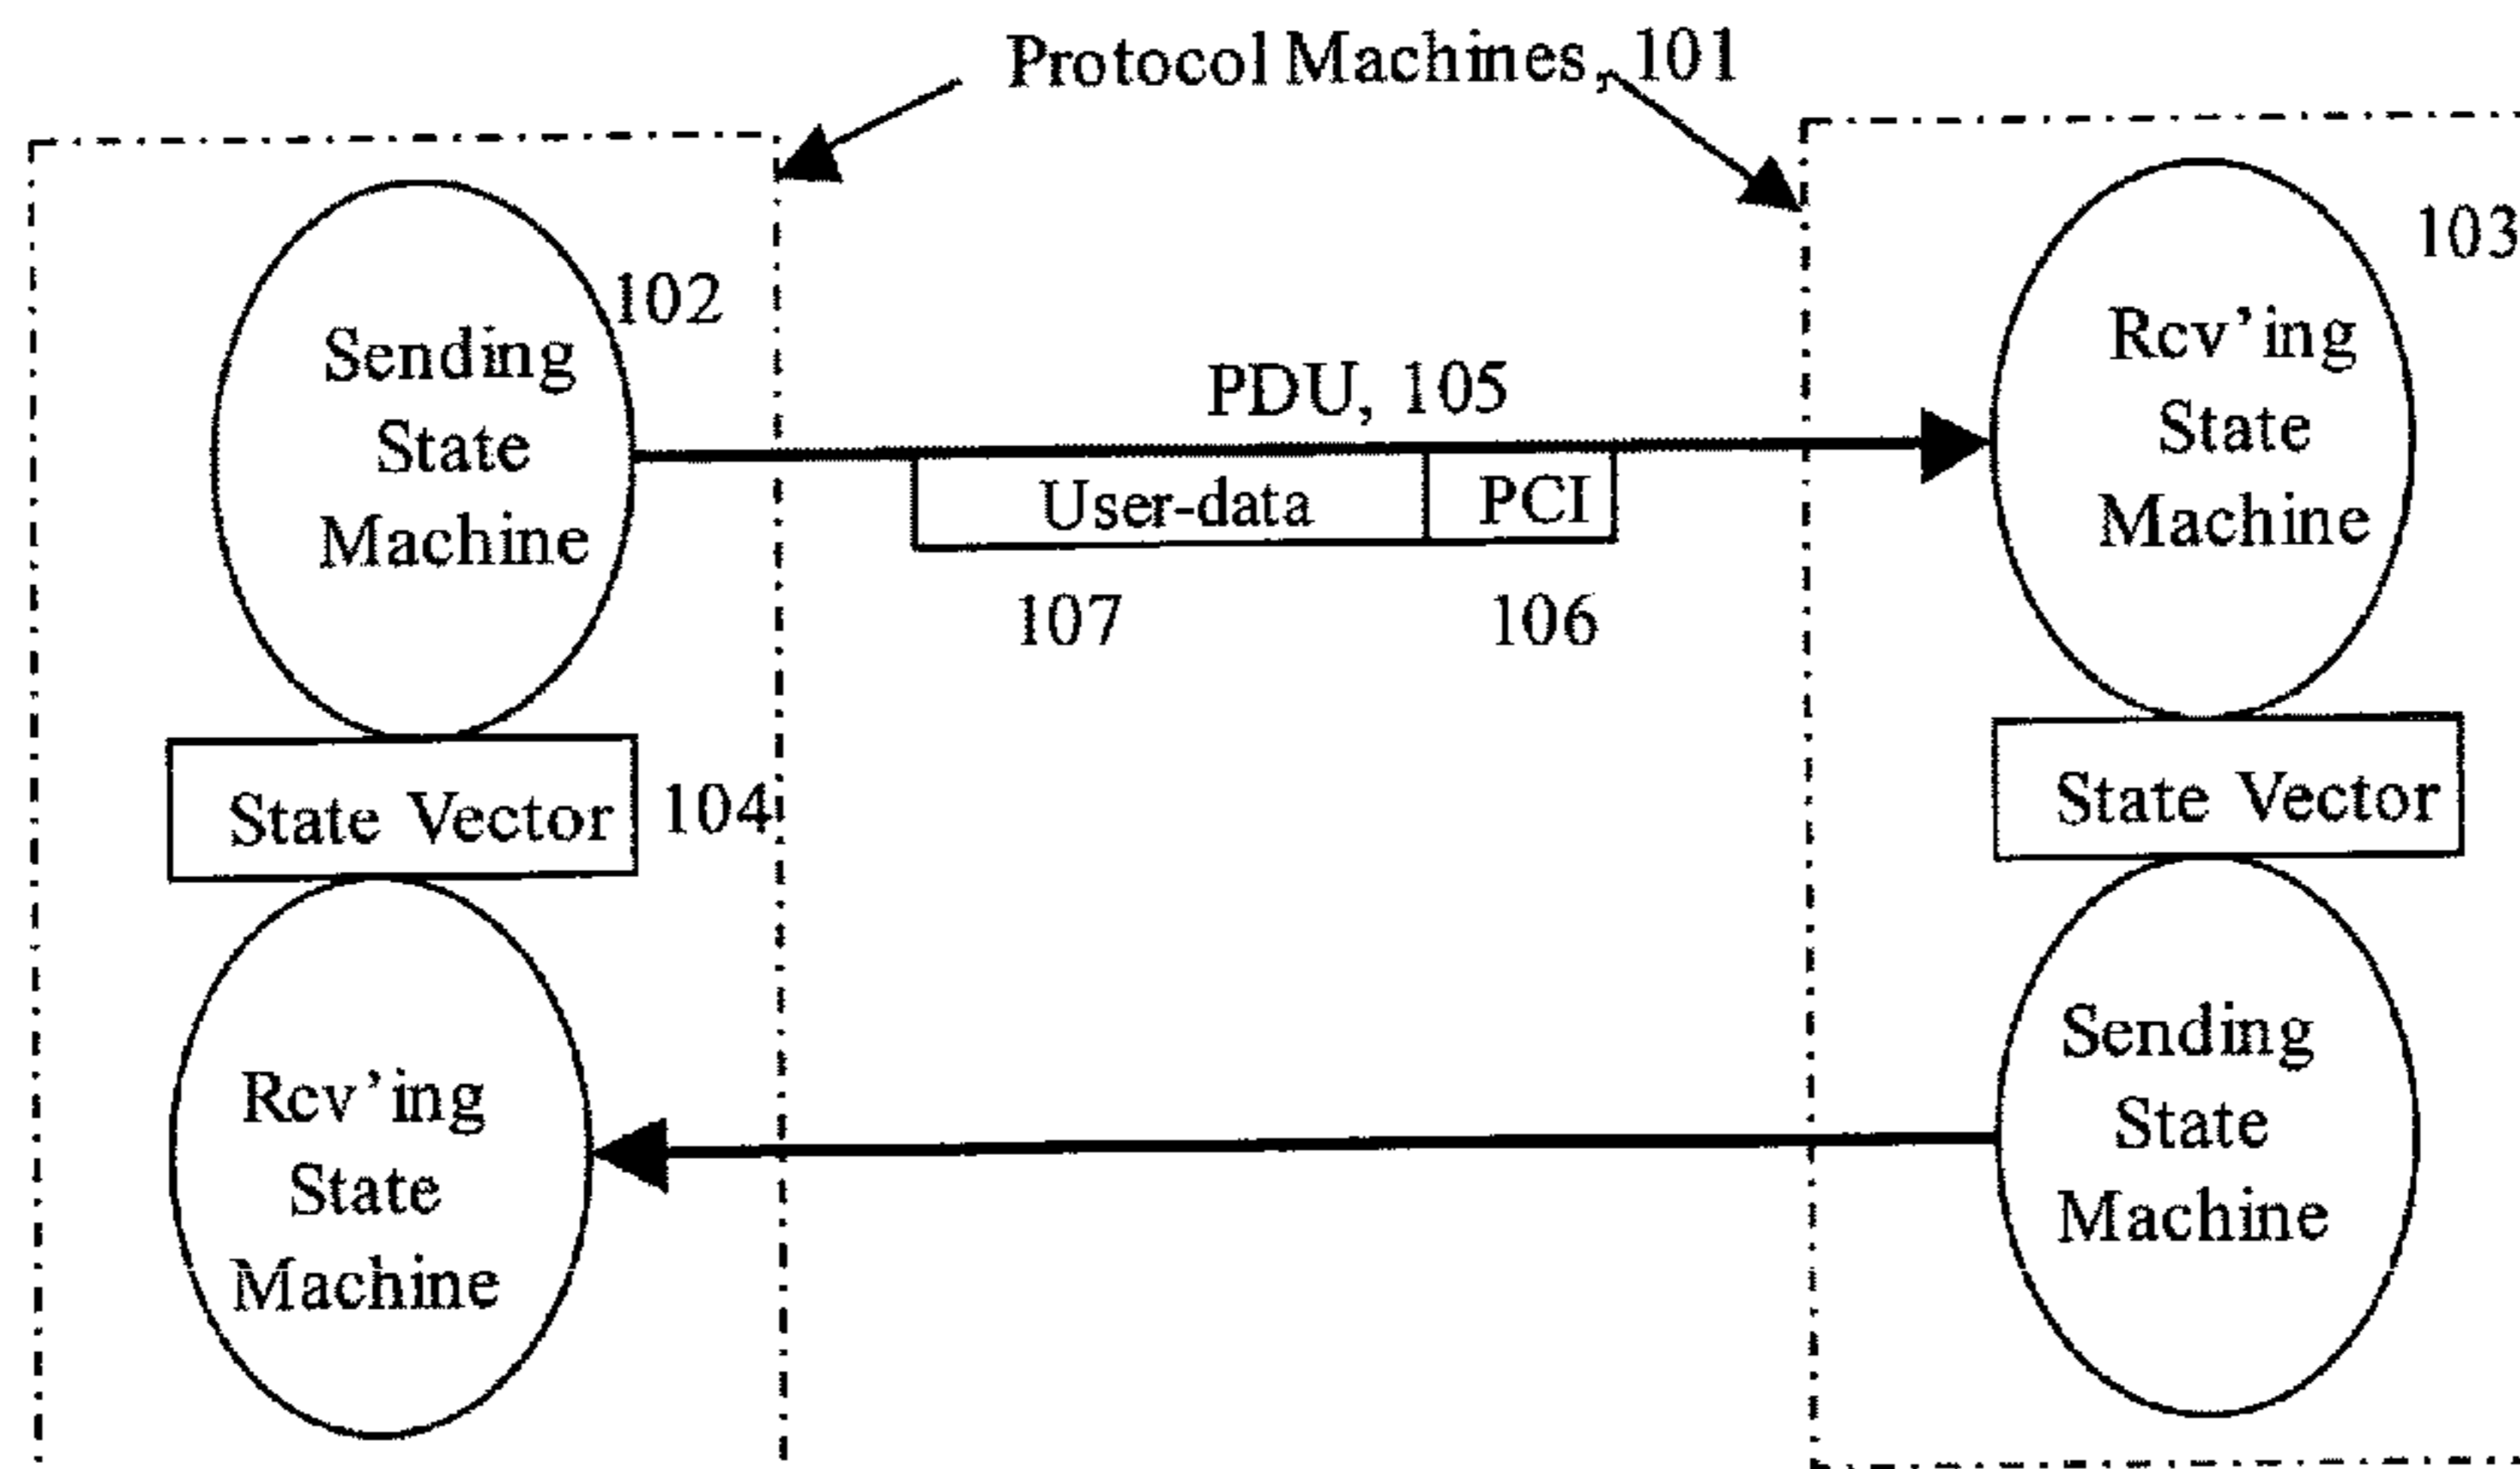 Protocol Machines, 101
102
Sending
State
Machine
PDU, 105
User-data
PCI
107
106
103
Rcv'ing
State
Machine
State Vector
104
State Vector
Rcv'ing
State
Machine
Sending
State
Machine